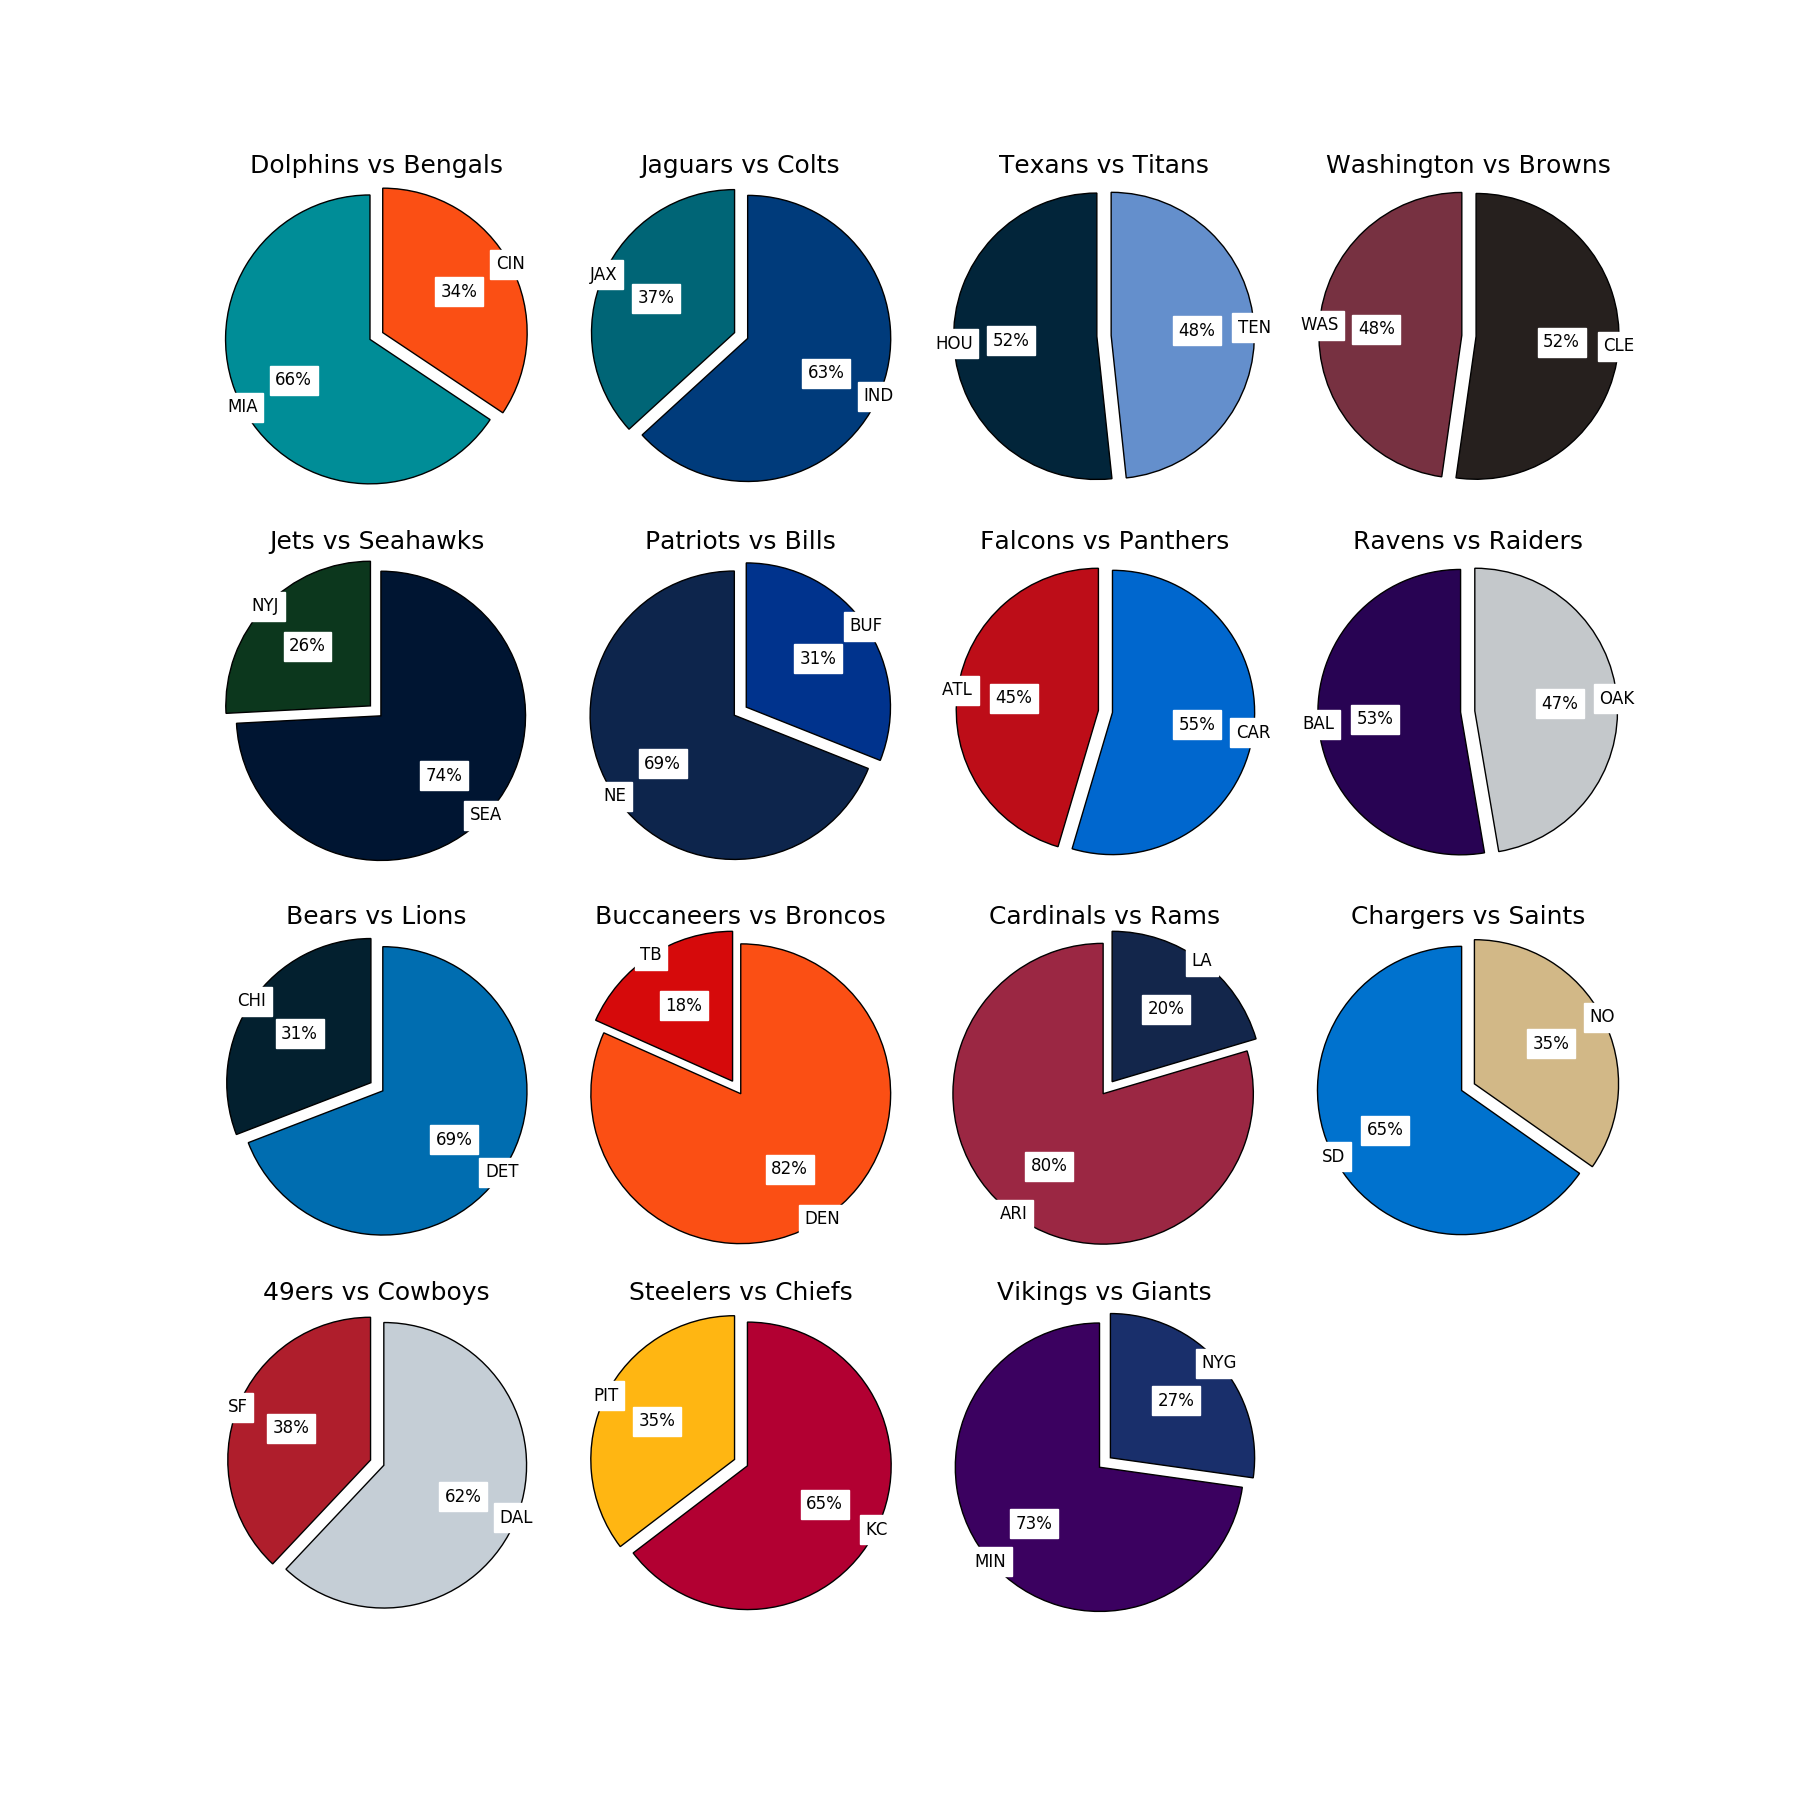 Dolphins vs Bengals
CIN
34%
66%
MIA
Jaguars vs Colts
JAX
37%
63%
IND
Texans vs Titans
HOU
52%
48%
TEN
Washington vs Browns
WAS
48%
52%
CLE
Jets vs Seahawks
NYJ
26%
74%
SEA
Patriots vs Bills
BUF
31%
69%
NE
Falcons vs Panthers
ATL
45%
55%
CAR
Ravens vs Raiders
BAL
53%
47%
OAK
Bears vs Lions
CHI
31%
69%
DET
Buccaneers vs Broncos
TB
18%
82%
DEN
Cardinals vs Rams
LA
20%
80%
ARI
Chargers vs Saints
NO
35%
65%
SD
49ers vs Cowboys
SF
38%
62%
DAL
Steelers vs Chiefs
PIT
35%
65%
KC
Vikings vs Giants
NYG
27%
73%
MIN